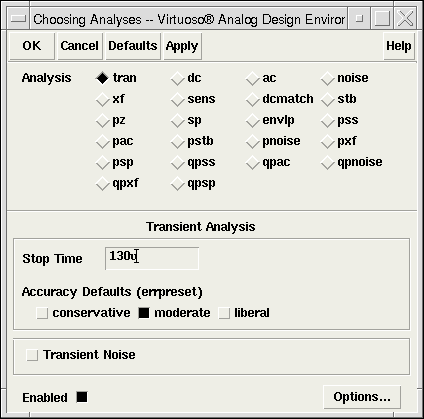 Choosing Analyses -- Virtuoso® Analog Design Enviror
OK Cancel Defaults Apply Help
Analysis tran dc ac noise
xf sens dcmatch stb
pz sp envlp pss
pac pstb pnoise pxf
psp qpss qpac qpnoise
qpxf qpsp
Transient Analysis
Stop Time 130u
Accuracy Defaults (errpreset)
conservative moderate liberal
Transient Noise
Enabled Options...